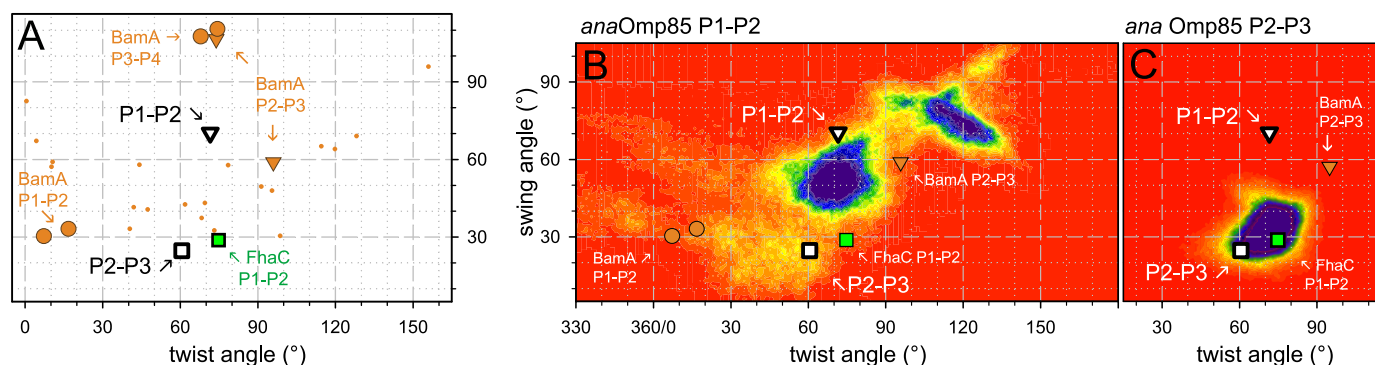 A
BamA
P3-P4
BamA
P2-P3
P1-P2
BamA
P1-P2
P2-P3
FhaC
P1-P2
90
60
30
0 30 60 90 120 150
twist angle (°)
anaOmp85 P1-P2
B
P1-P2
BamA P2-P3
BamA
P1-P2
FhaC P1-P2
P2-P3
swing angle (°)
90
60
30
330 360/0 30 60 90 120 150
twist angle (°)
ana Omp85 P2-P3
C
P1-P2
BamA
P2-P3
P2-P3
FhaC
P1-P2
30 60 90
twist angle (°)